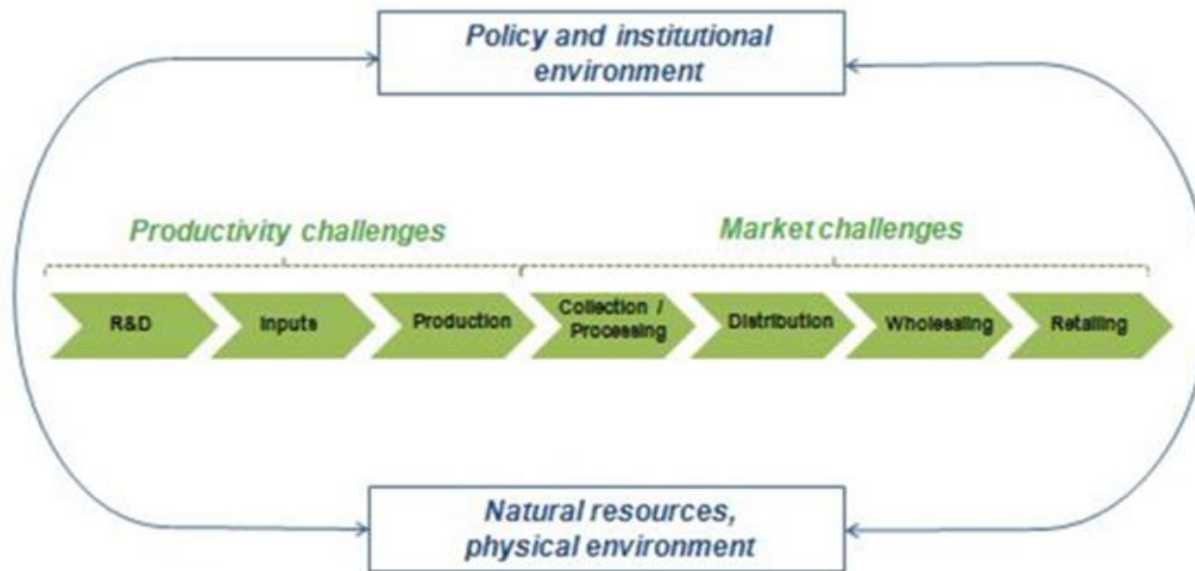 Policy and institutional
environment
Productivity challenges
Market challenges
R&D
Inputs
Production
Collection /
Processing
Distribution
Wholesaling
Retailing
Natural resources,
physical environment